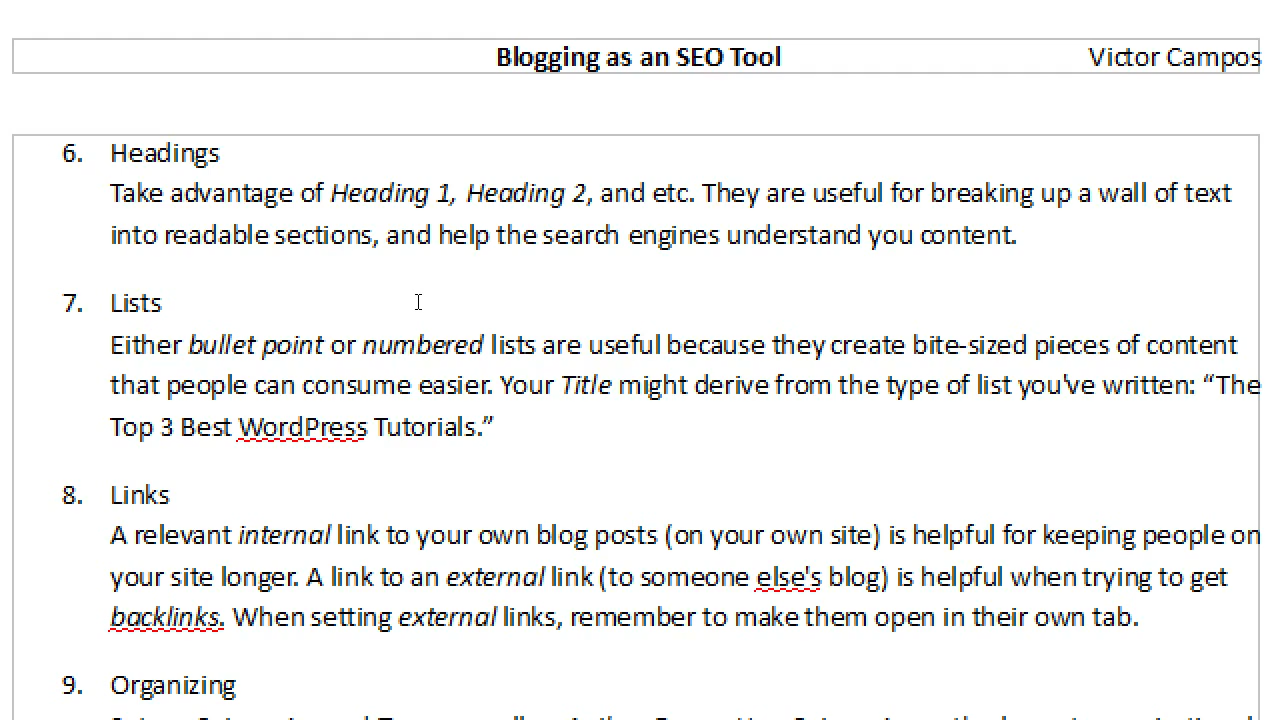 Blogging as an SEO Tool Victor Campos
6. Headings
Take advantage of Heading 1, Heading 2, and etc. They are useful for breaking up a wall of text
into readable sections, and help the search engines understand you content.
7. Lists
Either bullet point or numbered lists are useful because they create bite-sized pieces of content
that people can consume easier. Your Title might derive from the type of list you've written: “The
Top 3 Best WordPress Tutorials.”
8. Links
A relevant internal link to your own blog posts (on your own site) is helpful for keeping people on
your site longer. A link to an external link (to someone else's blog) is helpful when trying to get
backlinks. When setting external links, remember to make them open in their own tab.
9. Organizing